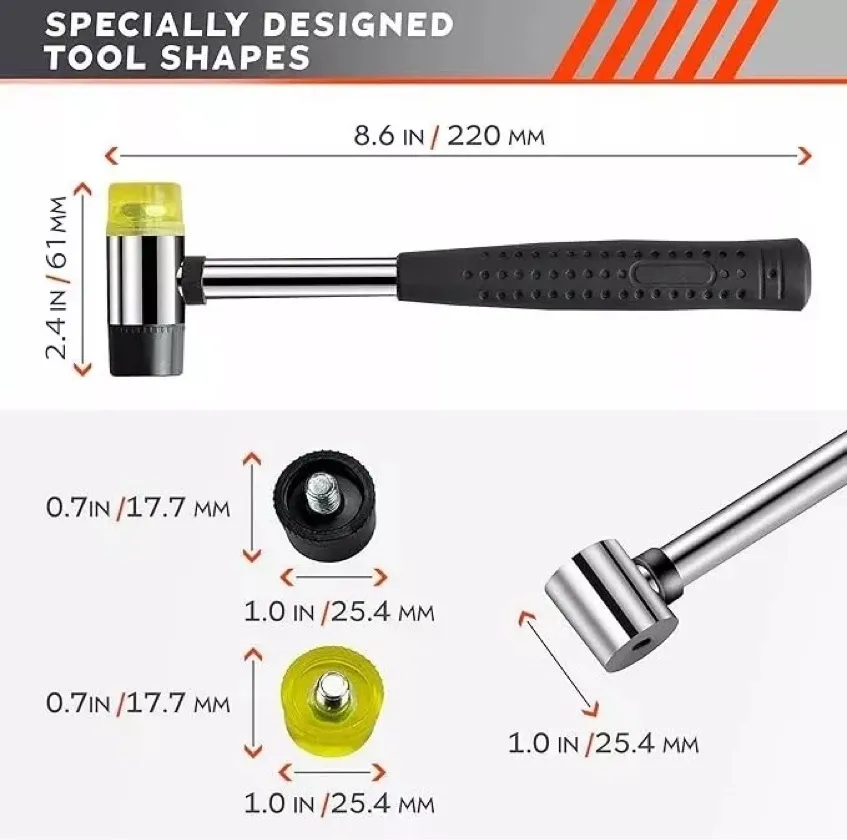 SPECIALLY DESIGNED
TOOL SHAPES
8.6 IN / 220 MM
2.4 IN / 61 MM
0.7IN /17.7 MM
1.0 IN /25.4 MM
0.7IN /17.7 MM
1.0 IN /25.4 MM
1.0 IN /25.4 MM